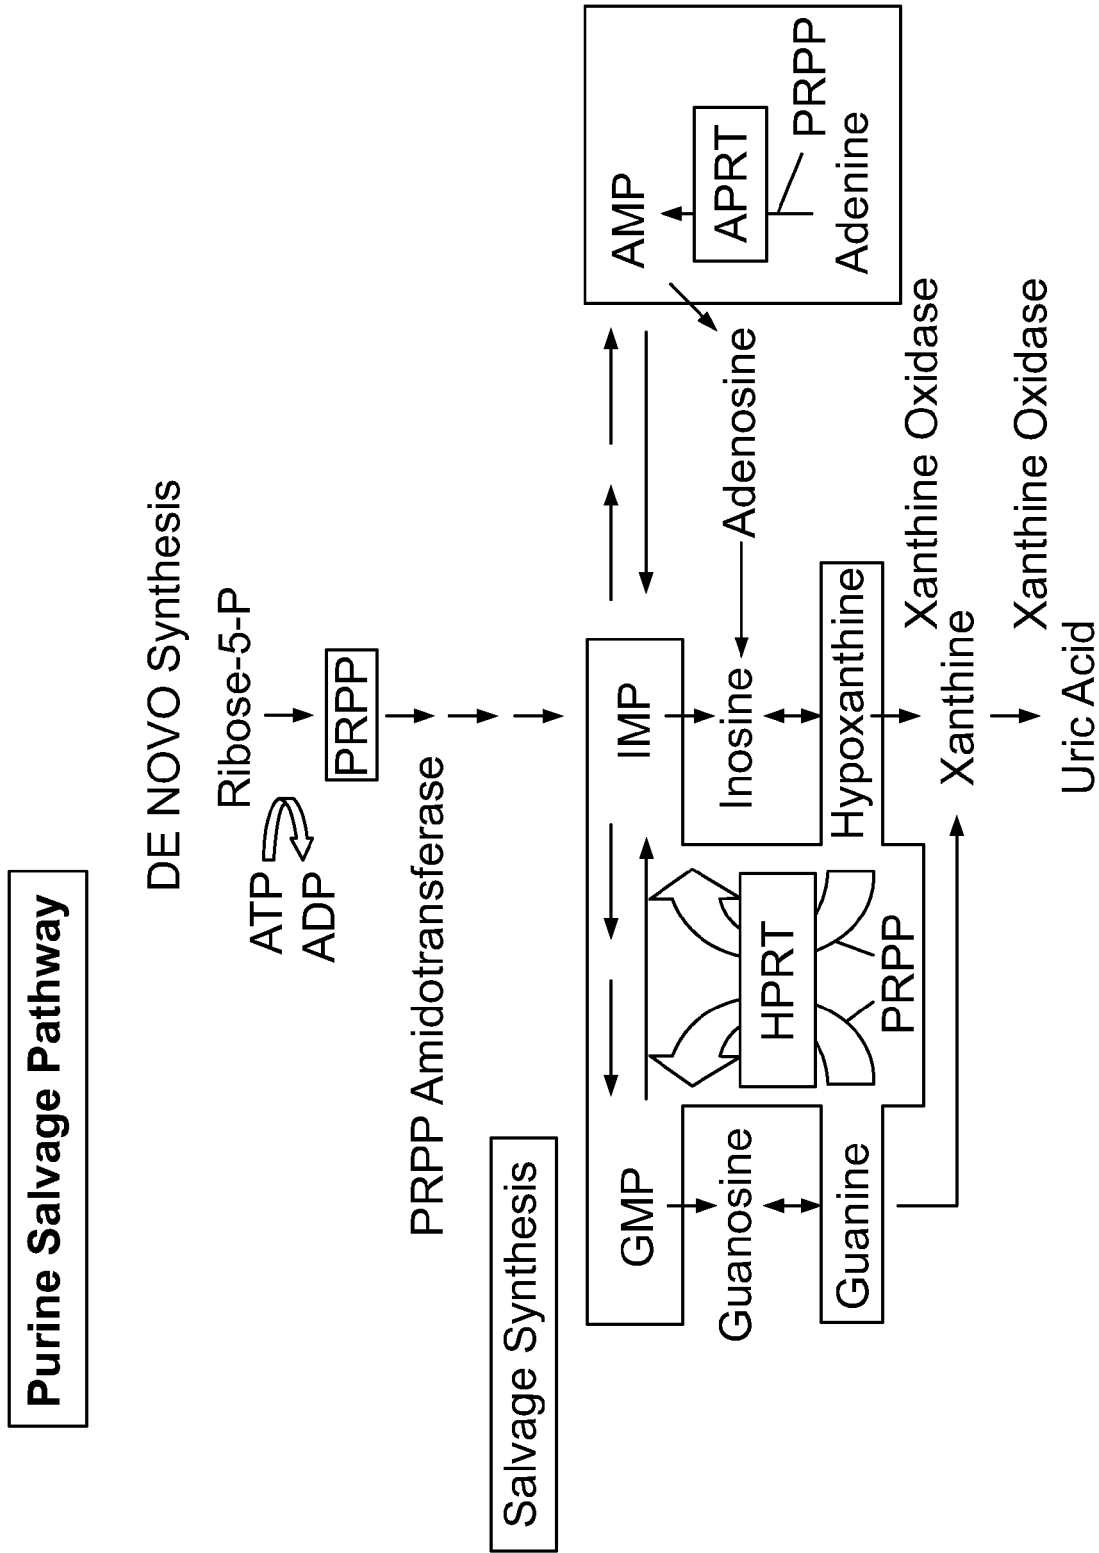 Purine Salvage Pathway
DE NOVO Synthesis
Ribose-5-P
ATP
ADP
PRPP
PRPP Amidotransferase
Salvage Synthesis
GMP
IMP
AMP
Guanosine
Inosine
Adenosine
HPRT
APRT
PRPP
PRPP
Guanine
Hypoxanthine
Adenine
Xanthine Oxidase
Xanthine
Xanthine Oxidase
Uric Acid